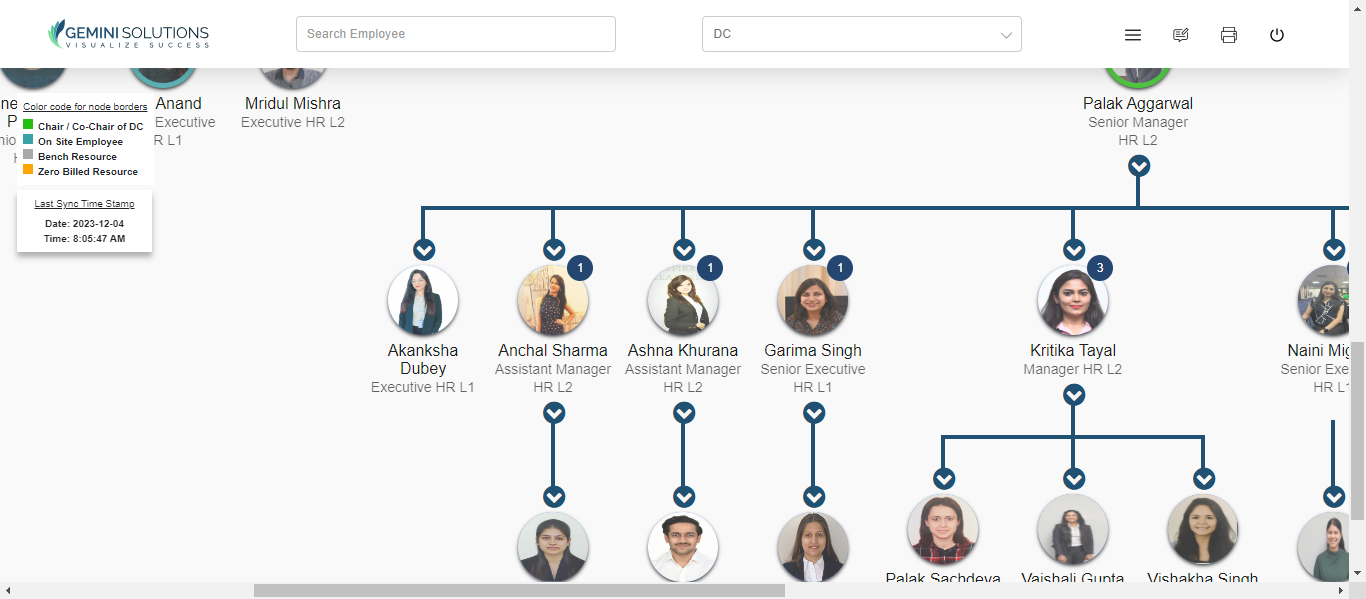 GEMINI SOLUTIONS
VISUALIZE SUCCESS
Search Employee
DC
ne
P
nio
H
Anand
Executive
R L1
Mridul Mishra
Executive HR L2
Palak Aggarwal
Senior Manager
HR L2
Color code for node borders
Chair / Co-Chair of DC
On Site Employee
Bench Resource
Zero Billed Resource
Last Sync Time Stamp
Date: 2023-12-04
Time: 8:05:47 AM
1
1
1
3
Akanksha
Dubey
Executive HR L1
Anchal Sharma
Assistant Manager
HR L2
Ashna Khurana
Assistant Manager
HR L2
Garima Singh
Senior Executive
HR L1
Kritika Tayal
Manager HR L2
Naini Mig
Senior Exe
HR L1
Palak Sachdeva
Vaishali Gupta
Vishakha Singh